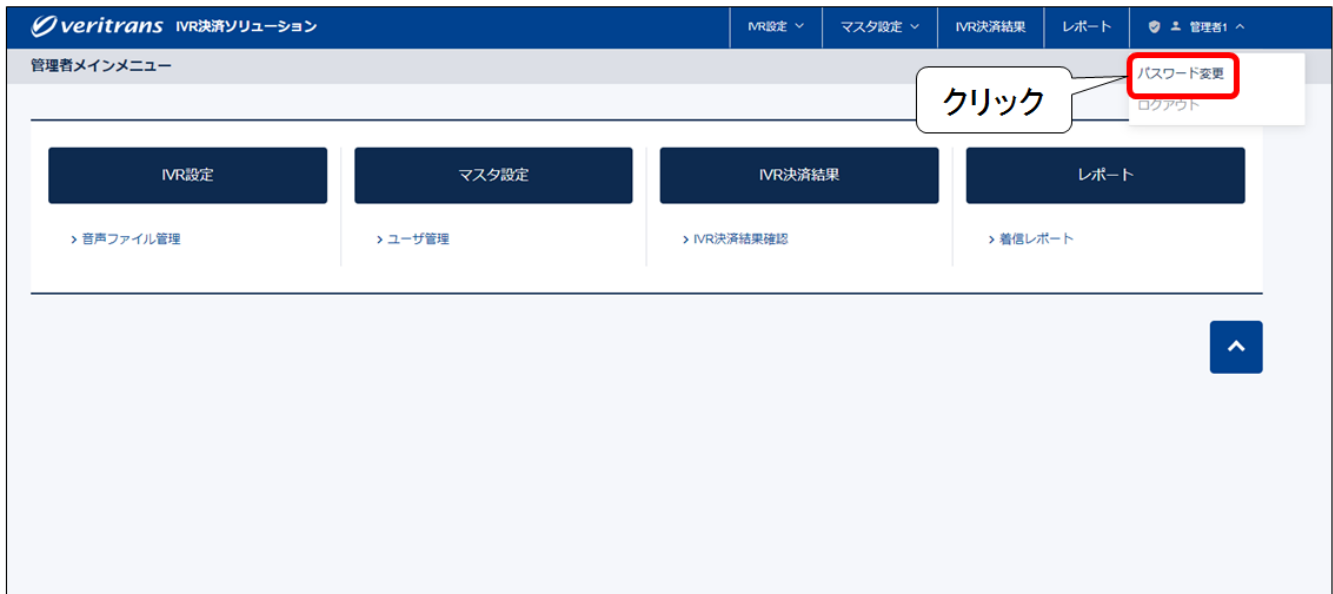 veritrans IVR決済ソリューション IVR設定 マスタ設定 IVR決済結果 レポート 管理者1
管理者メインメニュー
パスワード変更
クリック
ログアウト
IVR設定 マスタ設定 IVR決済結果 レポート
音声ファイル管理 ユーザ管理 IVR決済結果確認 着信レポート